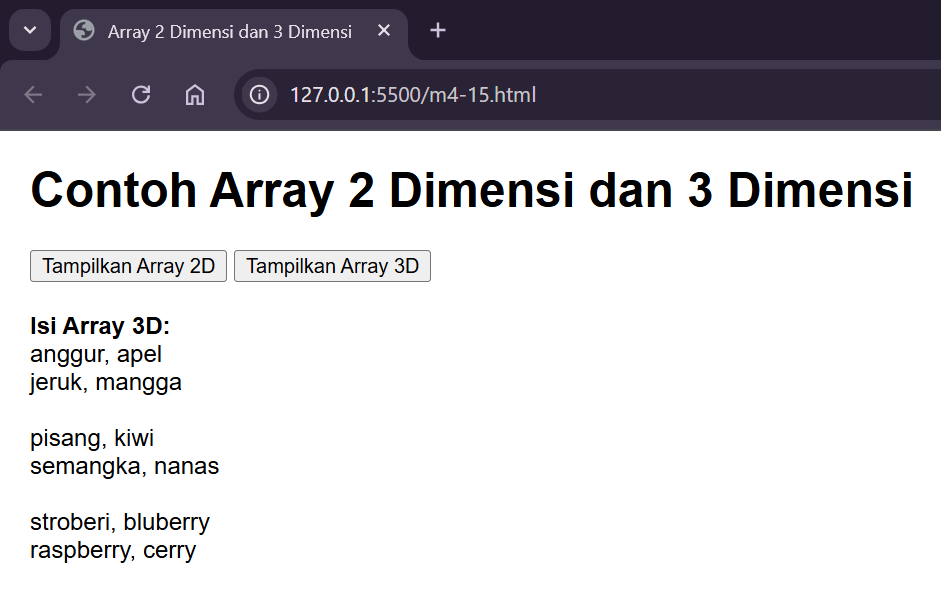 Array 2 Dimensi dan 3 Dimensi
127.0.0.1:5500/m4-15.html
Contoh Array 2 Dimensi dan 3 Dimensi
Tampilkan Array 2D Tampilkan Array 3D
Isi Array 3D:
anggur, apel
jeruk, mangga
pisang, kiwi
semangka, nanas
stroberi, bluberry
raspberry, cerry